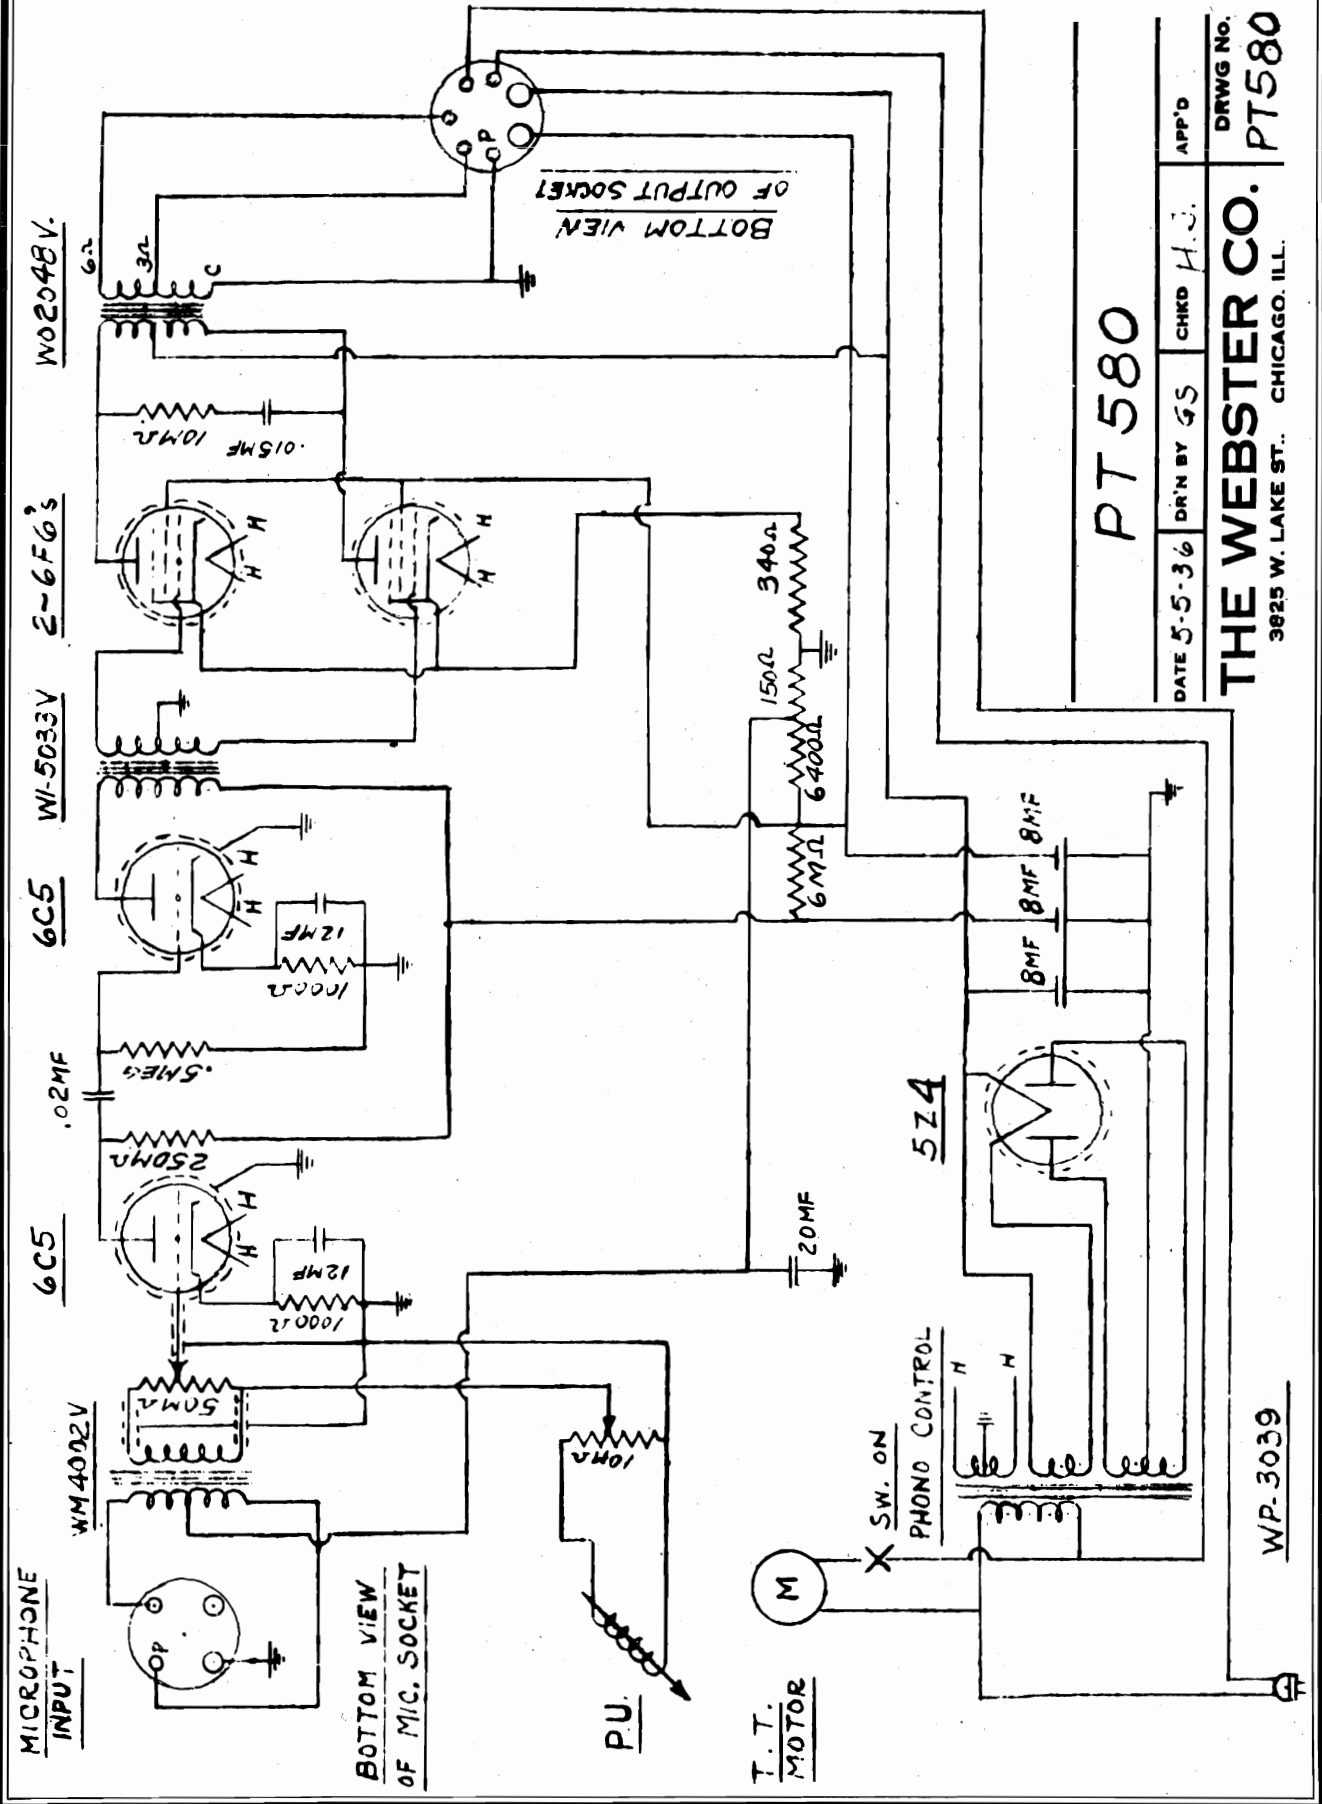 MICROPHONE
INPUT
WM4002V
6C5
.02MF
6C5
WI-5033V
2~6F6's
WO2048V.
P
50MΩ
H
H
250MΩ
.5MEG
H
H
H
H
H
H
10MΩ
.015MF
6Ω
3Ω
C
1000Ω
12MF
1000Ω
12MF
P
BOTTOM VIEW
OF OUTPUT SOCKET
BOTTOM VIEW
OF MIC. SOCKET
P.U.
10MΩ
20MF
6MΩ
6400Ω
150Ω
340Ω
T. T.
MOTOR
M
SW. ON
PHONO CONTROL
H
H
5Z4
8MF
8MF
8MF
WP-3039
PT 580
DATE 5-5-36
DR'N BY GS
CHKD H.J.
APP'D
THE WEBSTER CO.
3825 W. LAKE ST.. CHICAGO. ILL.
DRWG No.
PT580